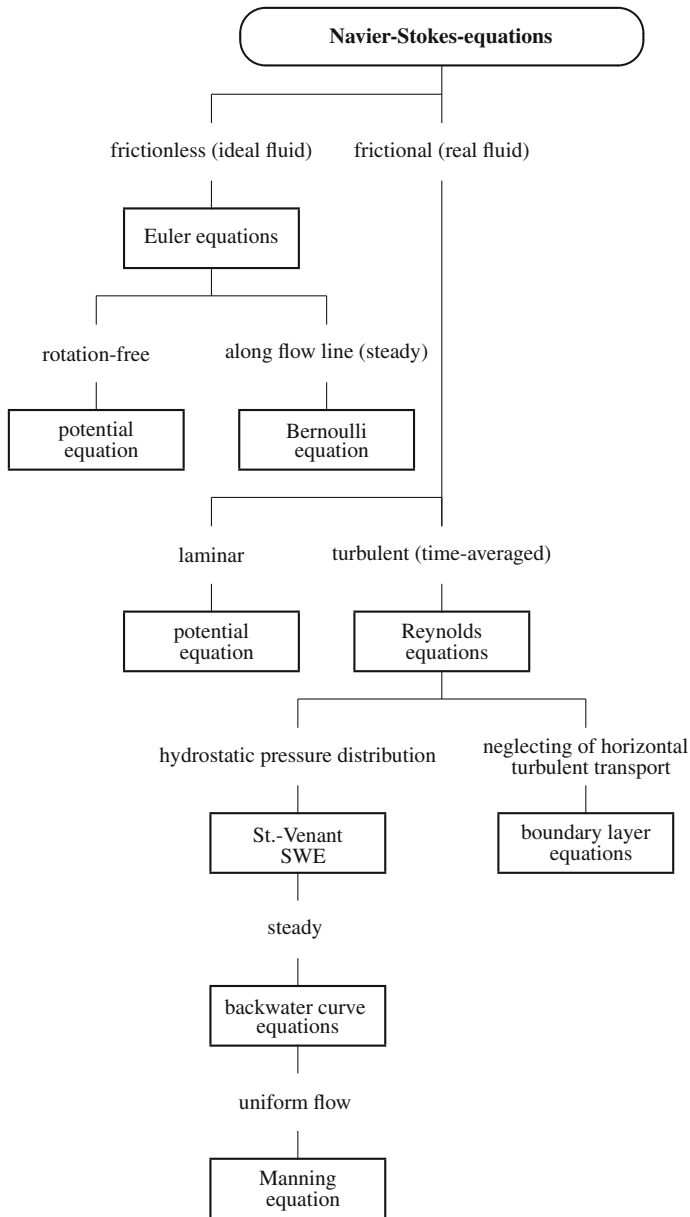 Navier-Stokes-equations
frictionless (ideal fluid)
frictional (real fluid)
Euler equations
rotation-free
along flow line (steady)
potential
equation
Bernoulli
equation
laminar
turbulent (time-averaged)
potential
equation
Reynolds
equations
hydrostatic pressure distribution
neglecting of horizontal
turbulent transport
St.-Venant
SWE
boundary layer
equations
steady
backwater curve
equations
uniform flow
Manning
equation